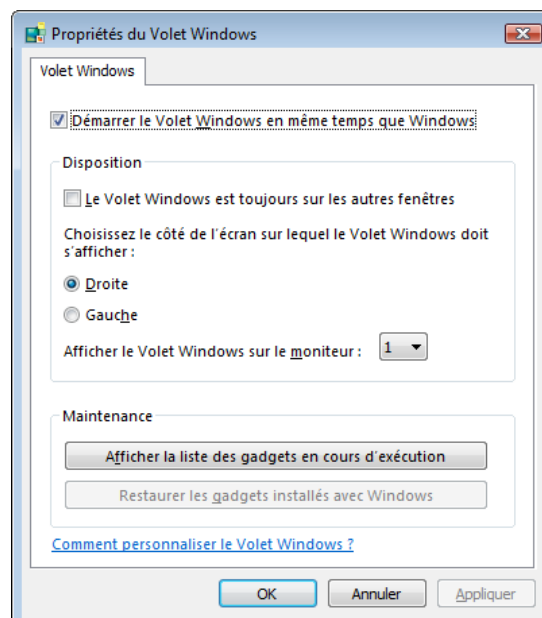 Propriétés du Volet Windows
Volet Windows
Démarrer le Volet Windows en même temps que Windows
Disposition
Le Volet Windows est toujours sur les autres fenêtres
Choisissez le côté de l'écran sur lequel le Volet Windows doit
s'afficher :
Droite
Gauche
Afficher le Volet Windows sur le moniteur : 1
Maintenance
Afficher la liste des gadgets en cours d'exécution
Restaurer les gadgets installés avec Windows
Comment personnaliser le Volet Windows ?
OK Annuler Appliquer